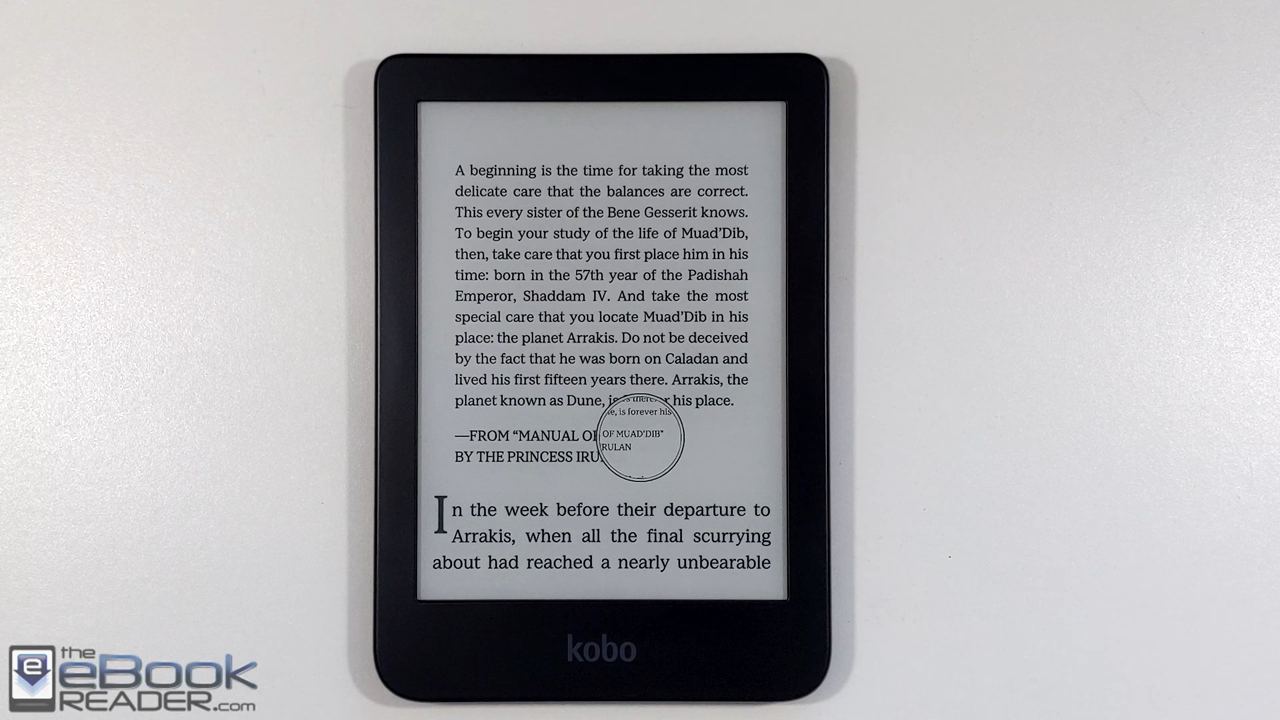 A beginning is the time for taking the most
delicate care that the balances are correct.
This every sister of the Bene Gesserit knows.
To begin your study of the life of Muad’Dib,
then, take care that you first place him in his
time: born in the 57th year of the Padishah
Emperor, Shaddam IV. And take the most
special care that you locate Muad’Dib in his
place: the planet Arrakis. Do not be deceived
by the fact that he was born on Caladan and
lived his first fifteen years there. Arrakis, the
planet known as Dune, is his place.
is forever his
—FROM “MANUAL OF MUAD’DIB”
BY THE PRINCESS IRULAN
In the week before their departure to
Arrakis, when all the final scurrying
about had reached a nearly unbearable
kobo
the
eBook
READER.com